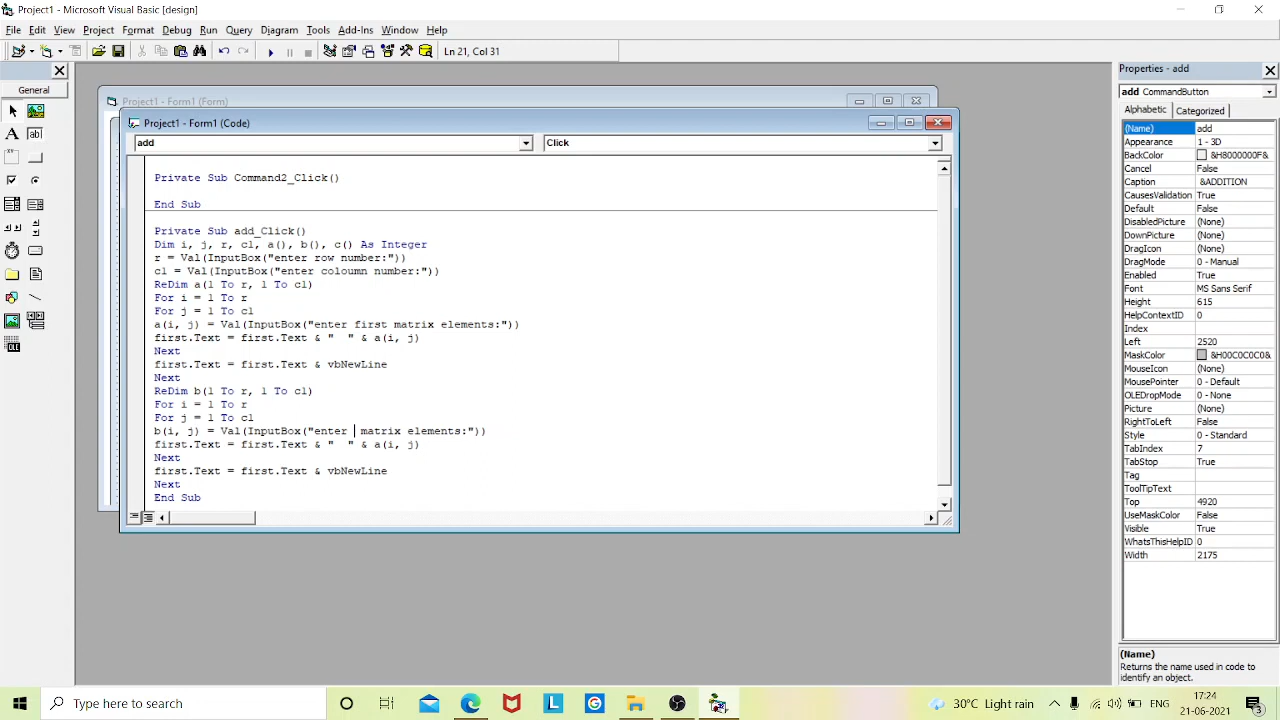 Project1 - Microsoft Visual Basic [design]
File Edit View Project Format Debug Run Query Diagram Tools Add-Ins Window Help
Ln 21, Col 31
General
Project1 - Form1 (Form)
Project1 - Form1 (Code)
add
Click
Private Sub Command2_Click()
End Sub
Private Sub add_Click()
Dim i, j, r, cl, a(), b(), c() As Integer
r = Val(InputBox("enter row number:"))
cl = Val(InputBox("enter coloumn number:"))
ReDim a(1 To r, 1 To cl)
For i = 1 To r
For j = 1 To cl
a(i, j) = Val(InputBox("enter first matrix elements:"))
first.Text = first.Text & "  " & a(i, j)
Next
first.Text = first.Text & vbNewLine
Next
ReDim b(1 To r, 1 To cl)
For i = 1 To r
For j = 1 To cl
b(i, j) = Val(InputBox("enter  matrix elements:"))
first.Text = first.Text & "  " & a(i, j)
Next
first.Text = first.Text & vbNewLine
Next
End Sub
Properties - add
add CommandButton
Alphabetic Categorized
(Name) add
Appearance 1 - 3D
BackColor &H8000000F&
Cancel False
Caption &ADDITION
CausesValidation True
Default False
DisabledPicture (None)
DownPicture (None)
DragIcon (None)
DragMode 0 - Manual
Enabled True
Font MS Sans Serif
Height 615
HelpContextID 0
Index
Left 2520
MaskColor &H00C0C0C0&
MouseIcon (None)
MousePointer 0 - Default
OLEDropMode 0 - None
Picture (None)
RightToLeft False
Style 0 - Standard
TabIndex 7
TabStop True
Tag
ToolTipText
Top 4920
UseMaskColor False
Visible True
WhatsThisHelpID 0
Width 2175
(Name)
Returns the name used in code to
identify an object.
Type here to search
30°C Light rain
ENG
17:24
21-06-2021
3